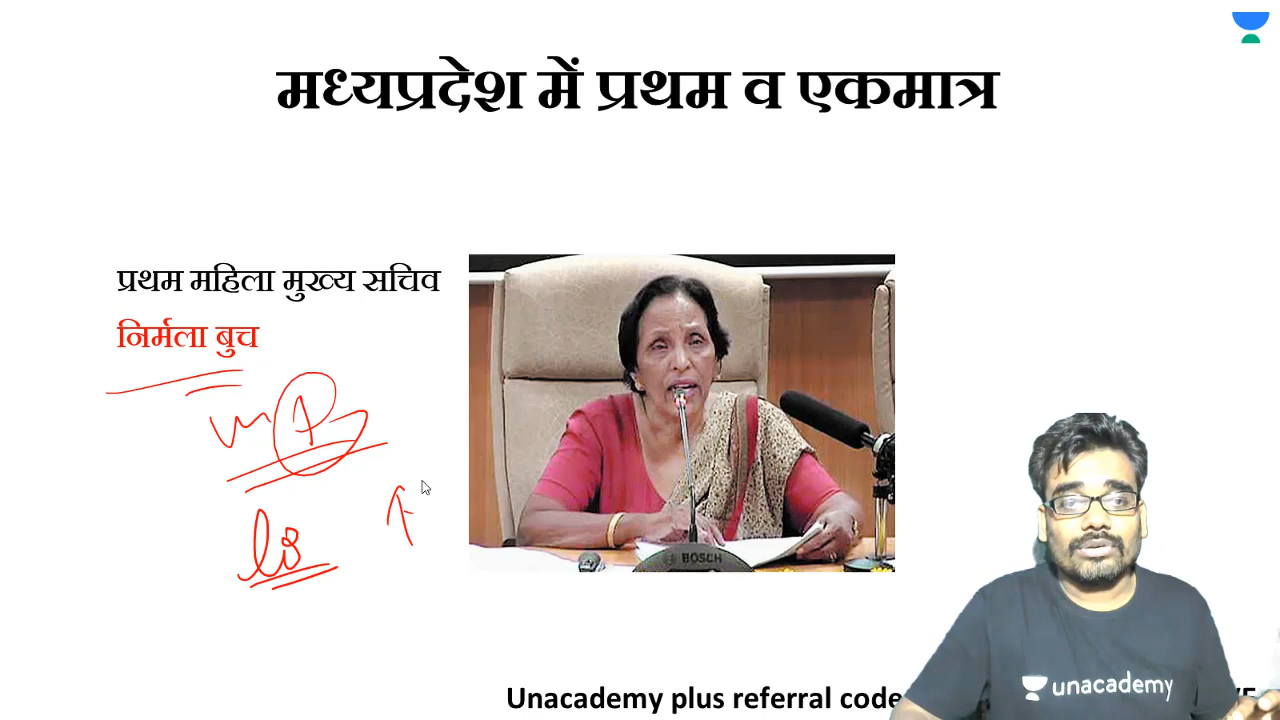 मध्यप्रदेश में प्रथम व एकमात्र
प्रथम महिला मुख्य सचिव
निर्मला बुच
BOSCH
unacademy
Unacademy plus referral code